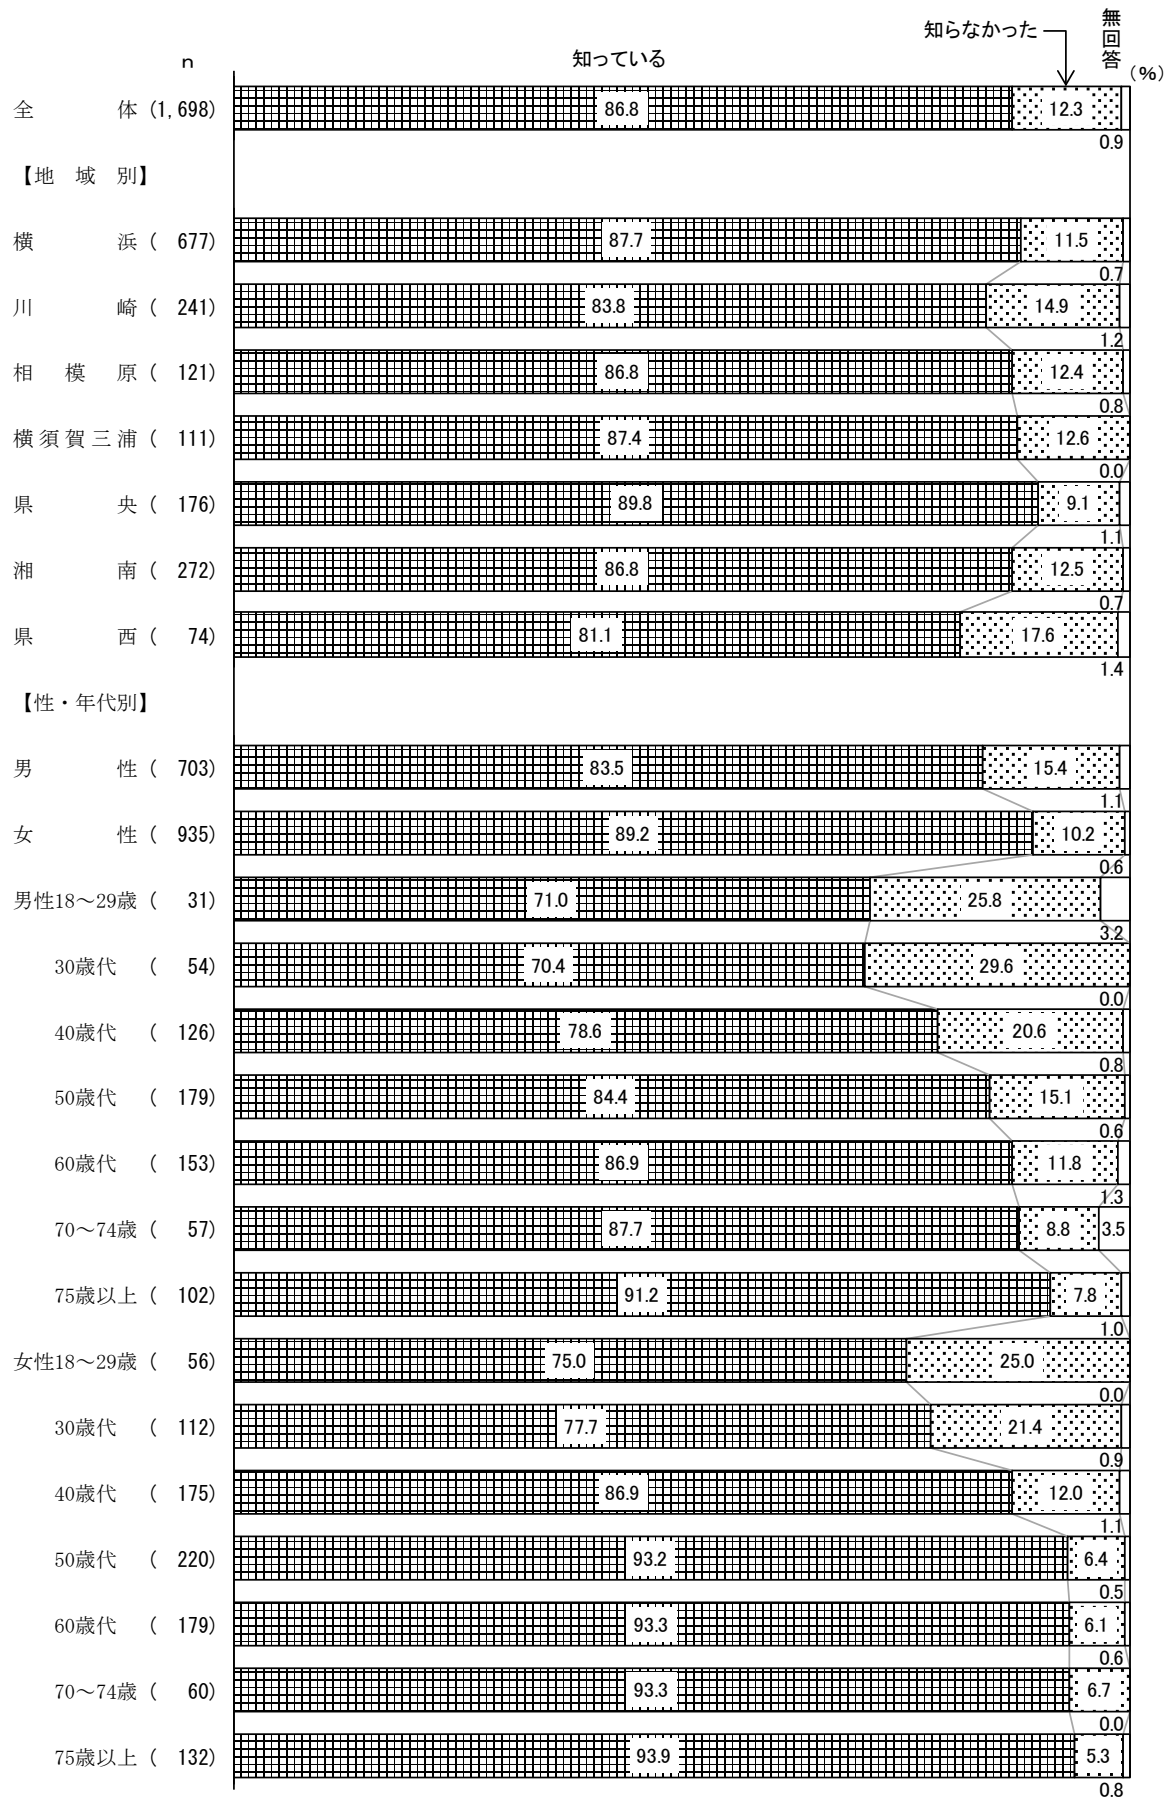 知らなかった 無回答
n 知っている (%)
全体 (1,698) 86.8 12.3
0.9
【地域別】
横浜 ( 677) 87.7 11.5
0.7
川崎 ( 241) 83.8 14.9
1.2
相模原 ( 121) 86.8 12.4
0.8
横須賀三浦 ( 111) 87.4 12.6
0.0
県央 ( 176) 89.8 9.1
1.1
湘南 ( 272) 86.8 12.5
0.7
県西 ( 74) 81.1 17.6
1.4
【性・年代別】
男性 ( 703) 83.5 15.4
1.1
女性 ( 935) 89.2 10.2
0.6
男性18～29歳 ( 31) 71.0 25.8
3.2
30歳代 ( 54) 70.4 29.6
0.0
40歳代 ( 126) 78.6 20.6
0.8
50歳代 ( 179) 84.4 15.1
0.6
60歳代 ( 153) 86.9 11.8
1.3
70～74歳 ( 57) 87.7 8.8 3.5
75歳以上 ( 102) 91.2 7.8
1.0
女性18～29歳 ( 56) 75.0 25.0
0.0
30歳代 ( 112) 77.7 21.4
0.9
40歳代 ( 175) 86.9 12.0
1.1
50歳代 ( 220) 93.2 6.4
0.5
60歳代 ( 179) 93.3 6.1
0.6
70～74歳 ( 60) 93.3 6.7
0.0
75歳以上 ( 132) 93.9 5.3
0.8